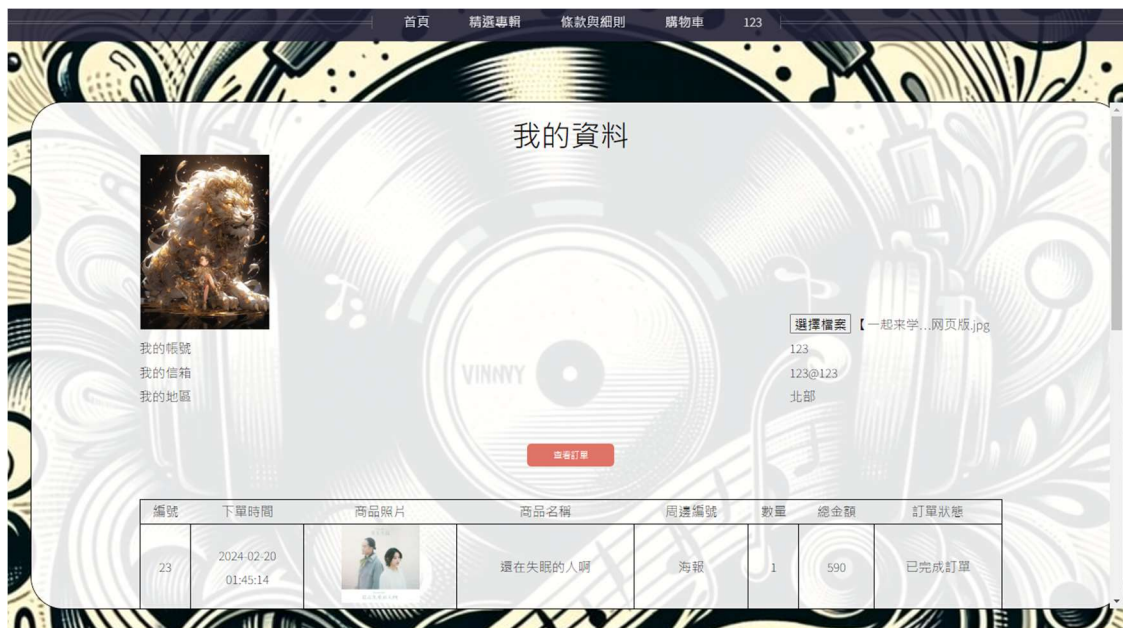 首頁 精選專輯 條款與細則 購物車 123
我的資料
選擇檔案 【一起来学...网页版.jpg
我的帳號 123
我的信箱 123@123
我的地區 北部
VINNVY
查看訂單
編號 下單時間 商品照片 商品名稱 周邊編號 數量 總金額 訂單狀態
23 2024-02-20 還在失眠的人啊 海報 1 590 已完成訂單
01:45:14